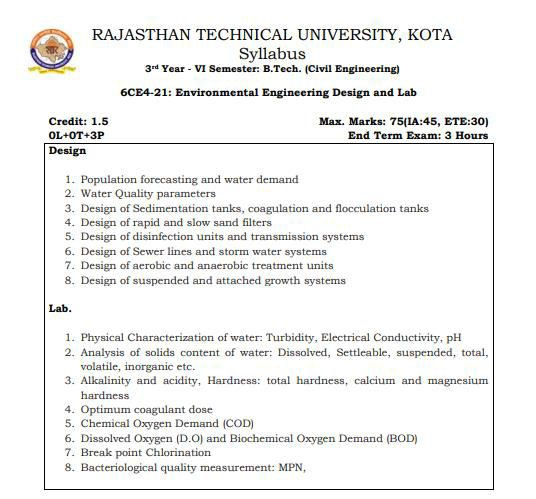 RAJASTHAN TECHNICAL UNIVERSITY, KOTA
Syllabus
3rd Year - VI Semester: B.Tech. (Civil Engineering)
6CE4-21: Environmental Engineering Design and Lab
Credit: 1.5 Max. Marks: 75(IA:45, ETE:30)
0L+0T+3P End Term Exam: 3 Hours
Design
1. Population forecasting and water demand
2. Water Quality parameters
3. Design of Sedimentation tanks, coagulation and flocculation tanks
4. Design of rapid and slow sand filters
5. Design of disinfection units and transmission systems
6. Design of Sewer lines and storm water systems
7. Design of aerobic and anaerobic treatment units
8. Design of suspended and attached growth systems
Lab.
1. Physical Characterization of water: Turbidity, Electrical Conductivity, pH
2. Analysis of solids content of water: Dissolved, Settleable, suspended, total,
volatile, inorganic etc.
3. Alkalinity and acidity, Hardness: total hardness, calcium and magnesium
hardness
4. Optimum coagulant dose
5. Chemical Oxygen Demand (COD)
6. Dissolved Oxygen (D.O) and Biochemical Oxygen Demand (BOD)
7. Break point Chlorination
8. Bacteriological quality measurement: MPN,